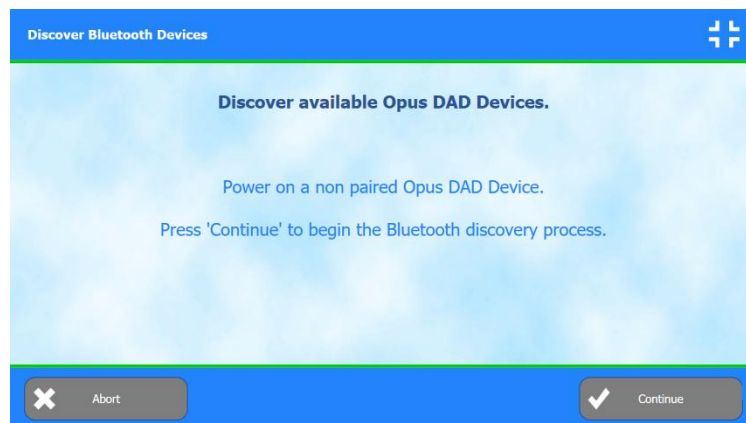 Discover Bluetooth Devices
Discover available Opus DAD Devices.
Power on a non paired Opus DAD Device.
Press 'Continue' to begin the Bluetooth discovery process.
Abort
Continue